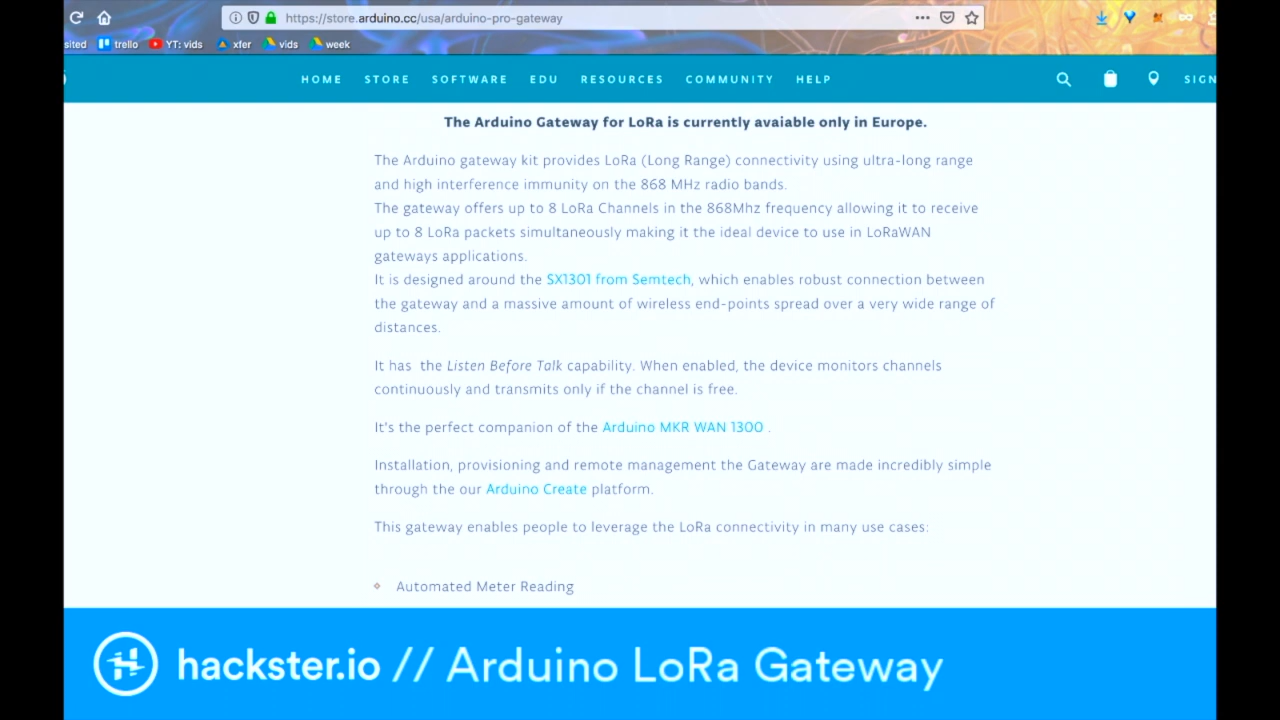 https://store.arduino.cc/usa/arduino-pro-gateway
sited trello YT: vids xfer vids week
HOME STORE SOFTWARE EDU RESOURCES COMMUNITY HELP SIGN
The Arduino Gateway for LoRa is currently avaiable only in Europe.
The Arduino gateway kit provides LoRa (Long Range) connectivity using ultra-long range
and high interference immunity on the 868 MHz radio bands.
The gateway offers up to 8 LoRa Channels in the 868Mhz frequency allowing it to receive
up to 8 LoRa packets simultaneously making it the ideal device to use in LoRaWAN
gateways applications.
It is designed around the SX1301 from Semtech, which enables robust connection between
the gateway and a massive amount of wireless end-points spread over a very wide range of
distances.
It has the Listen Before Talk capability. When enabled, the device monitors channels
continuously and transmits only if the channel is free.
It's the perfect companion of the Arduino MKR WAN 1300 .
Installation, provisioning and remote management the Gateway are made incredibly simple
through the our Arduino Create platform.
This gateway enables people to leverage the LoRa connectivity in many use cases:
Automated Meter Reading
hackster.io // Arduino LoRa Gateway